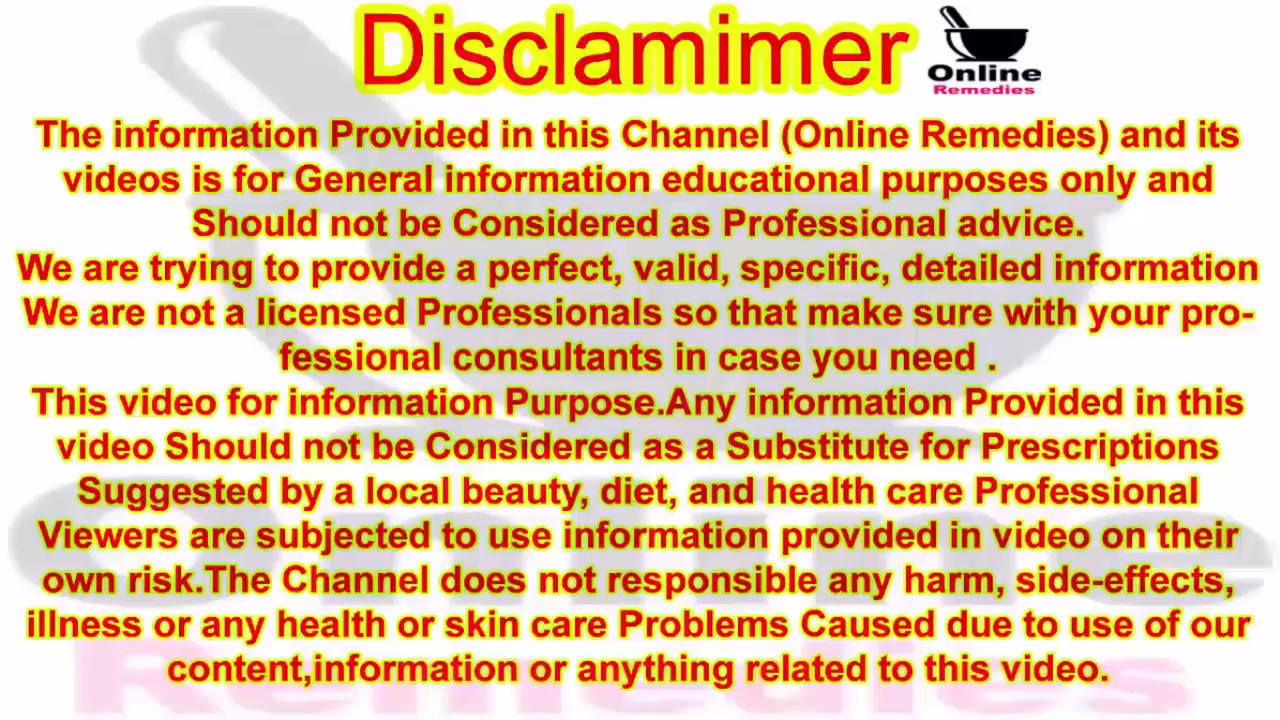 Disclamimer
Online
Remedies
The information Provided in this Channel (Online Remedies) and its
videos is for General information educational purposes only and
Should not be Considered as Professional advice.
We are trying to provide a perfect, valid, specific, detailed information
We are not a licensed Professionals so that make sure with your pro-
fessional consultants in case you need .
This video for information Purpose.Any information Provided in this
video Should not be Considered as a Substitute for Prescriptions
Suggested by a local beauty, diet, and health care Professional
Viewers are subjected to use information provided in video on their
own risk.The Channel does not responsible any harm, side-effects,
illness or any health or skin care Problems Caused due to use of our
content,information or anything related to this video.
Online
Remedies